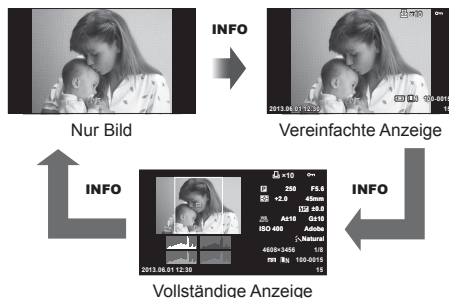 INFO
×10
2013.06.01 12:30
100-0015
15
Nur Bild
Vereinfachte Anzeige
INFO
INFO
×10
P 250 F5.6
+2.0 45mm
±0.0
A±10 G±10
ISO 400 Adobe
Natural
4608×3456 1/8
N 100-0015
2013.06.01 12:30 15
Vollständige Anzeige